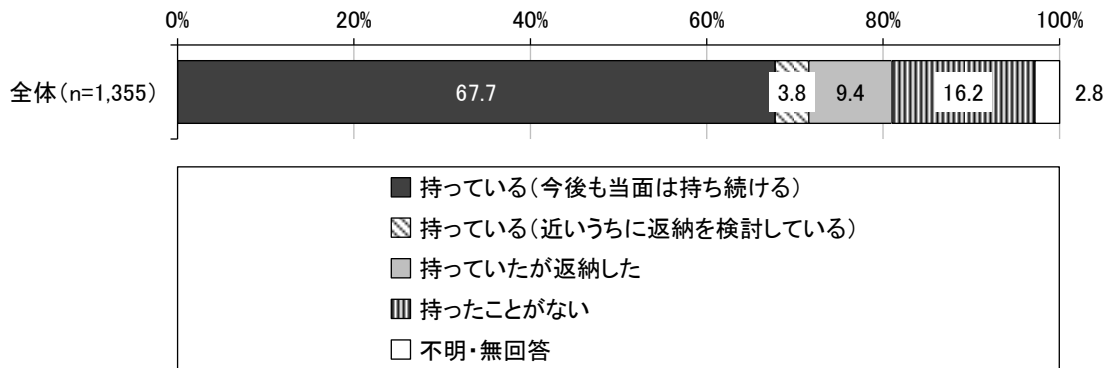 0% 20% 40% 60% 80% 100%
全体(n=1,355) 67.7 3.8 9.4 16.2 2.8
持っている(今後も当面は持ち続ける)
持っている(近いうちに返納を検討している)
持っていたが返納した
持ったことがない
不明・無回答